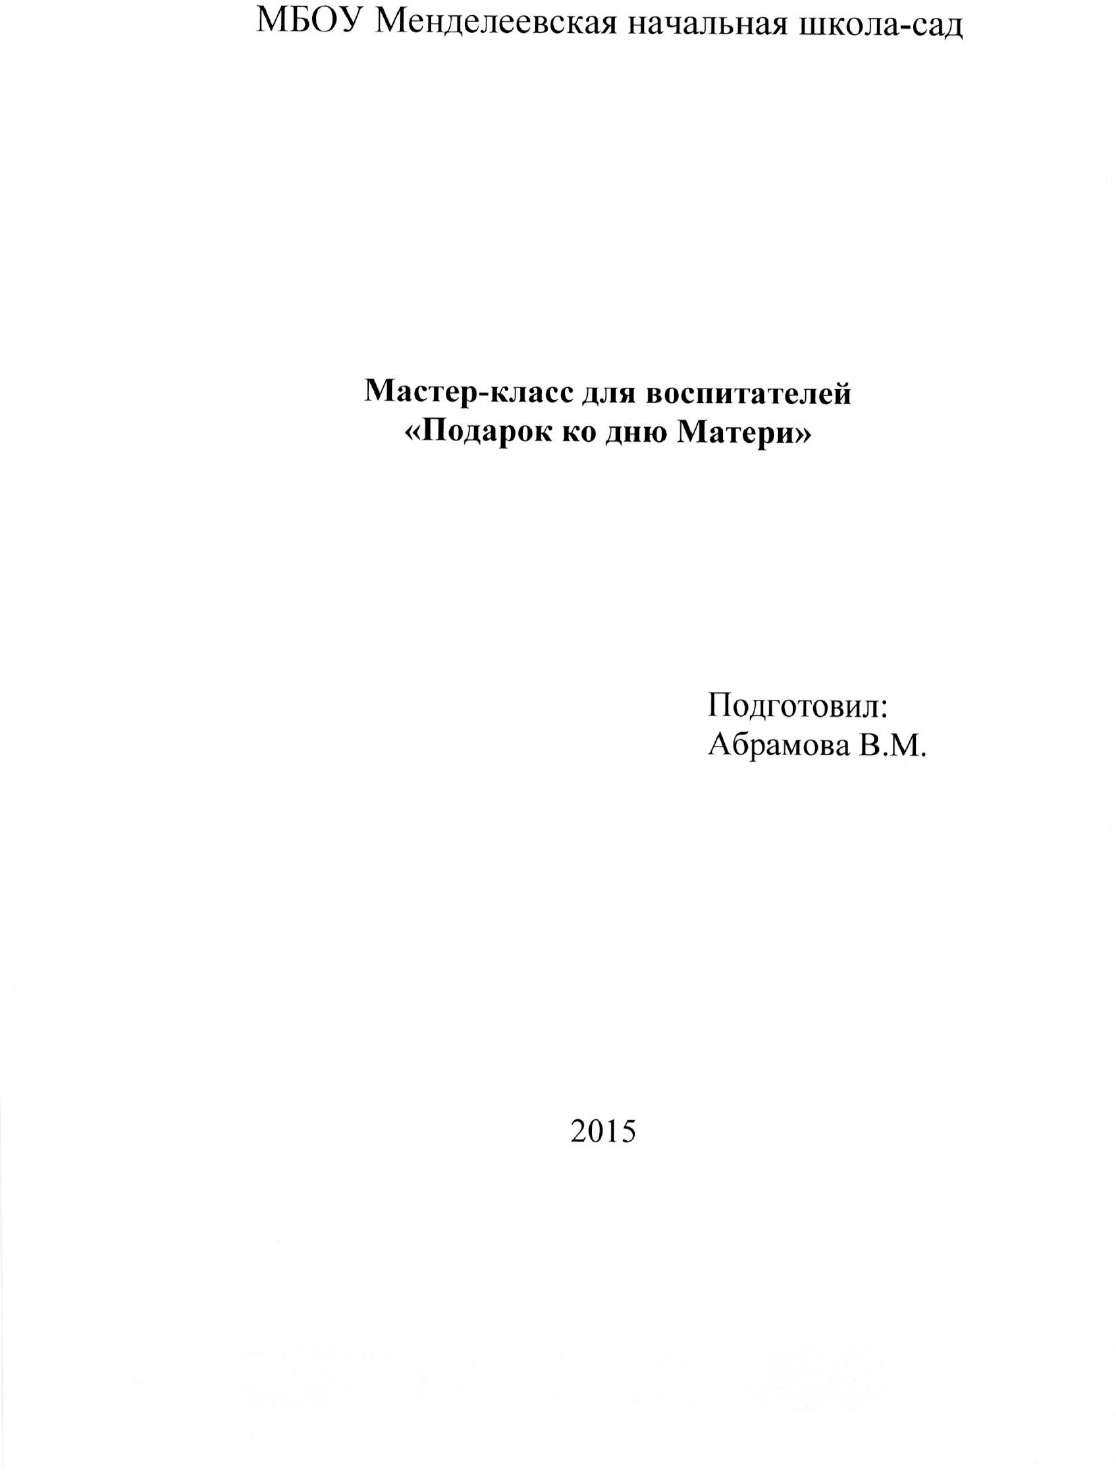 МБОУ Менделеевская начальная школа-сад
Мастер-класс для воспитателей
«Подарок ко дню Матери»
Подготовил:
Абрамова В.М.
2015